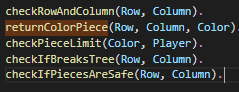 checkRowAndColumn(Row, Column).
returnColorPiece(Row, Column, Color).
checkPieceLimit(Color, Player).
checkIfBreaksTree(Row, Column).
checkIfPiecesAreSafe(Row, Column).